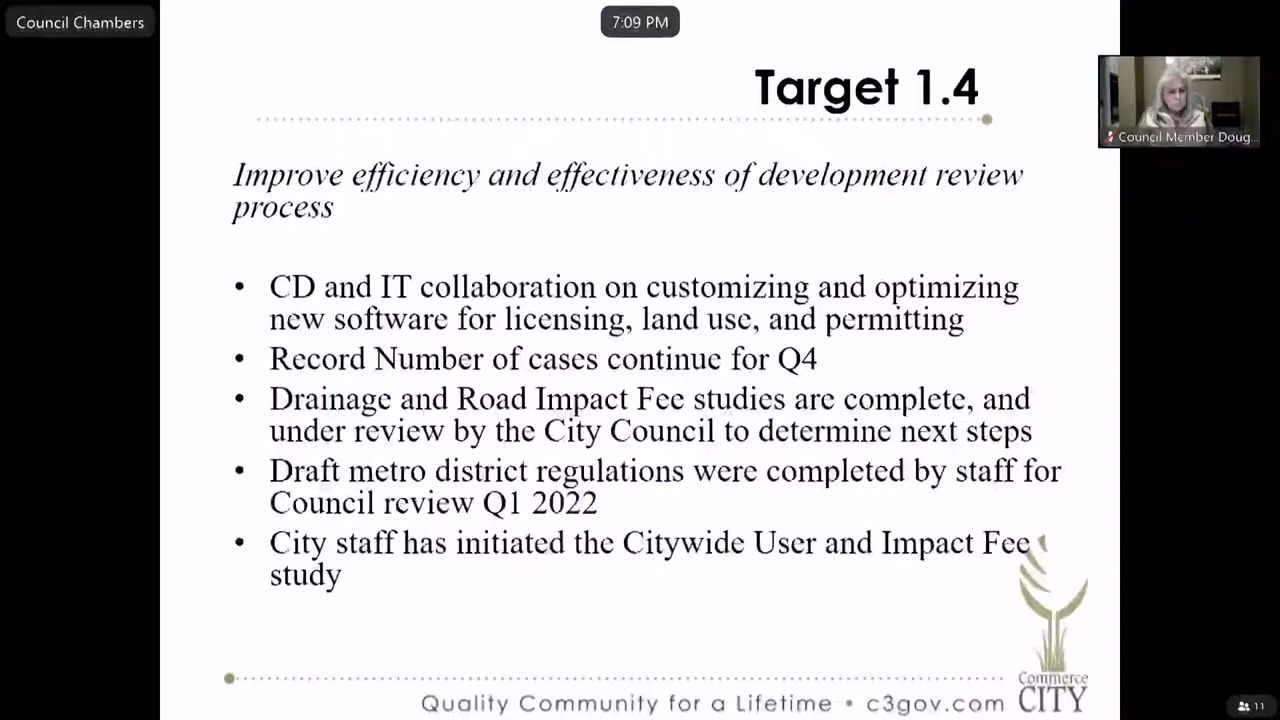 Council Chambers
7:09 PM
Target 1.4
Council Member Doug...
Improve efficiency and effectiveness of development review
process
• CD and IT collaboration on customizing and optimizing
new software for licensing, land use, and permitting
• Record Number of cases continue for Q4
• Drainage and Road Impact Fee studies are complete, and
under review by the City Council to determine next steps
• Draft metro district regulations were completed by staff for
Council review Q1 2022
• City staff has initiated the Citywide User and Impact Fee
study
Commerce
CITY
Quality Community for a Lifetime • c3gov.com
11